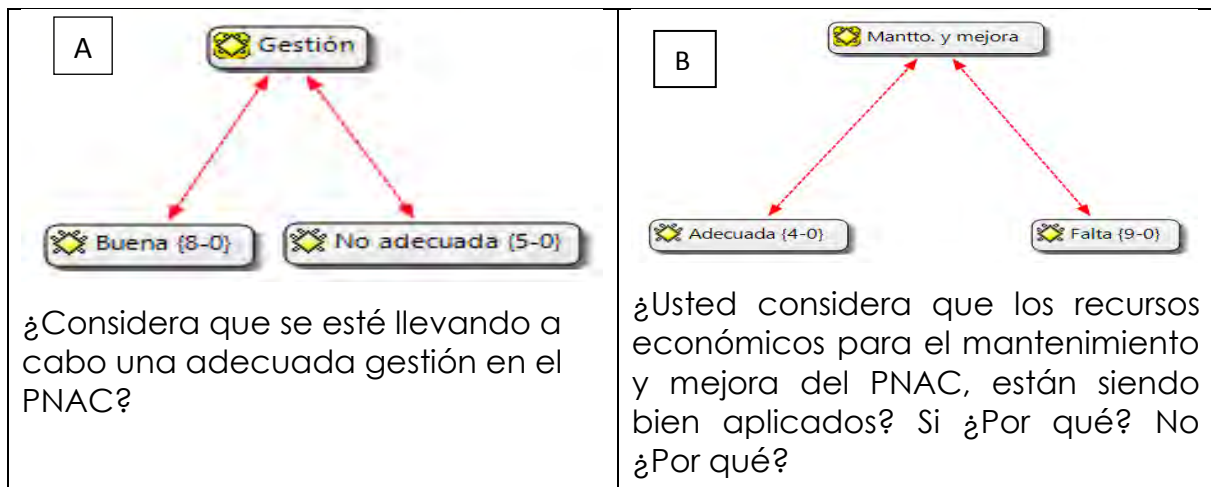 A
Gestión
Buena {8-0}
No adecuada {5-0}
¿Considera que se esté llevando a
cabo una adecuada gestión en el
PNAC?
B
Mantto. y mejora
Adecuada {4-0}
Falta {9-0}
¿Usted considera que los recursos
económicos para el mantenimiento
y mejora del PNAC, están siendo
bien aplicados? Si ¿Por qué? No
¿Por qué?